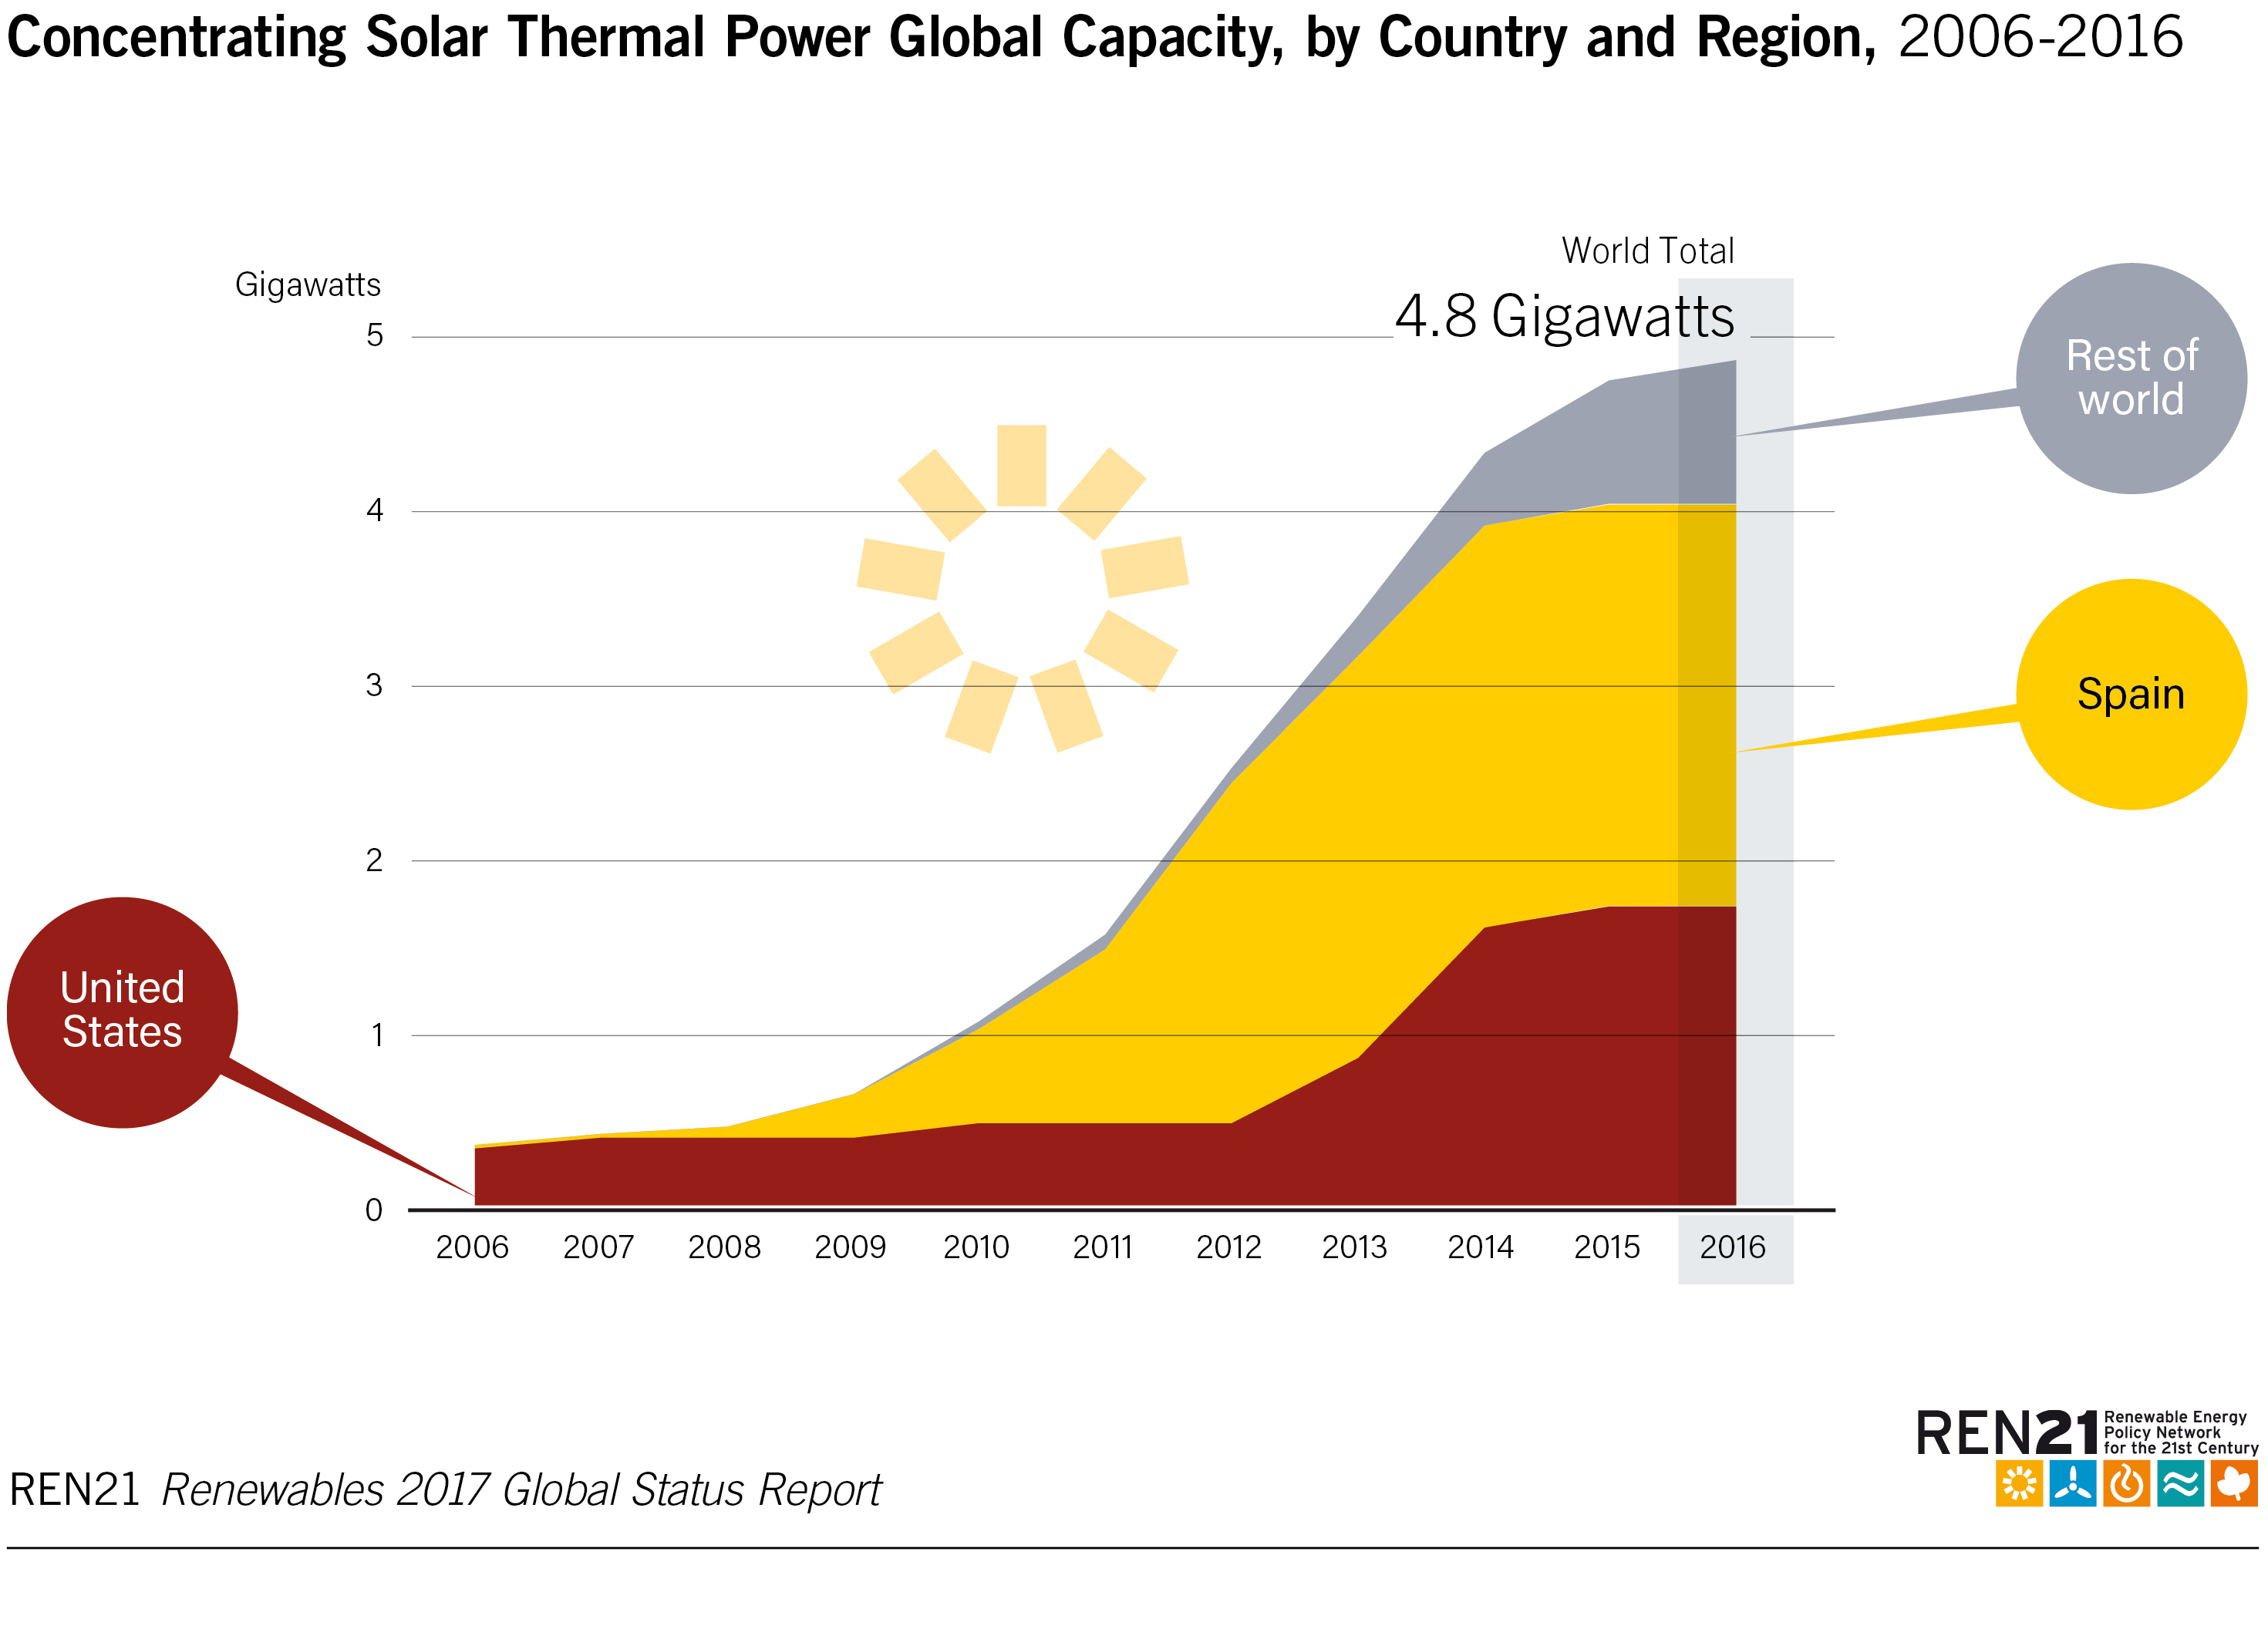 Concentrating Solar Thermal Power Global Capacity, by Country and Region, 2006-2016
World Total
4.8 Gigawatts
Gigawatts
5
4
3
2
1
0
Rest of
world
Spain
United
States
2006 2007 2008 2009 2010 2011 2012 2013 2014 2015 2016
REN21 Renewables 2017 Global Status Report
REN21
Renewable Energy
Policy Network
for the 21st Century